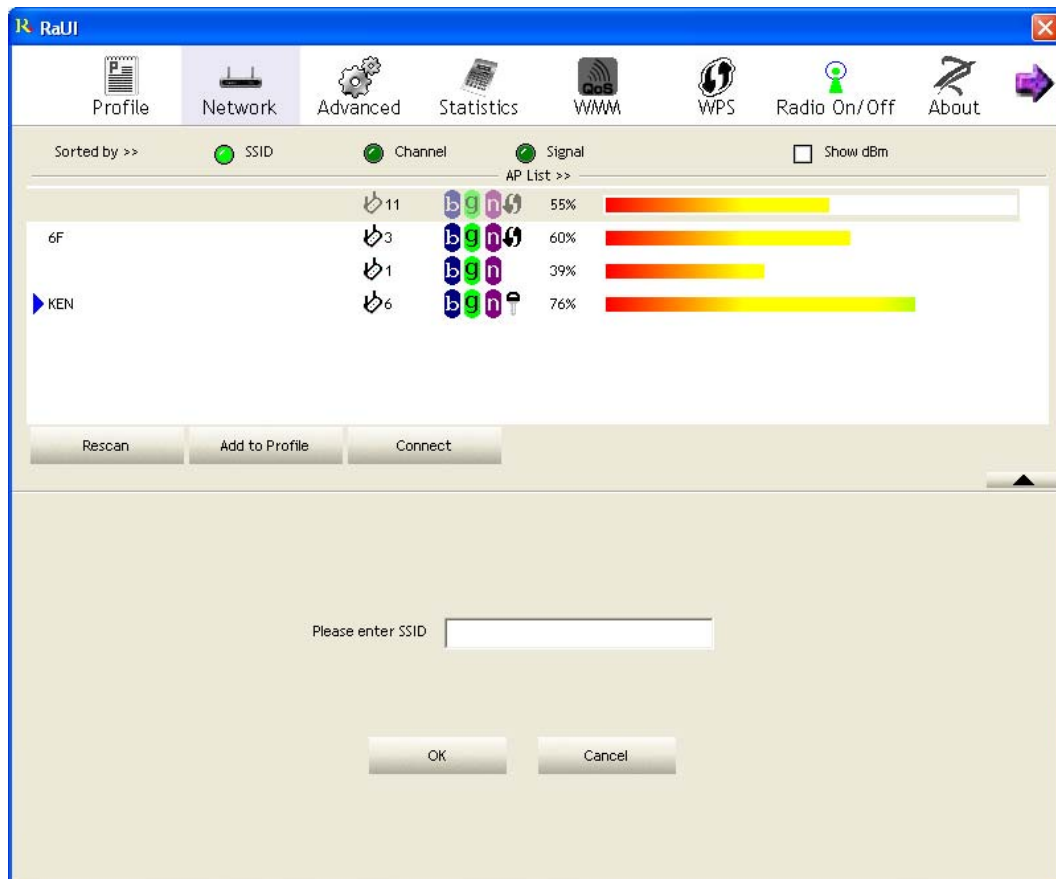 RaUI
Profile Network Advanced Statistics WMM WPS Radio On/Off About
QoS
Sorted by >> SSID Channel Signal Show dBm
AP List >>
11 b g n 55%
6F 3 b g n 60%
1 b g n 39%
KEN 6 b g n 76%
Rescan Add to Profile Connect
Please enter SSID
OK Cancel